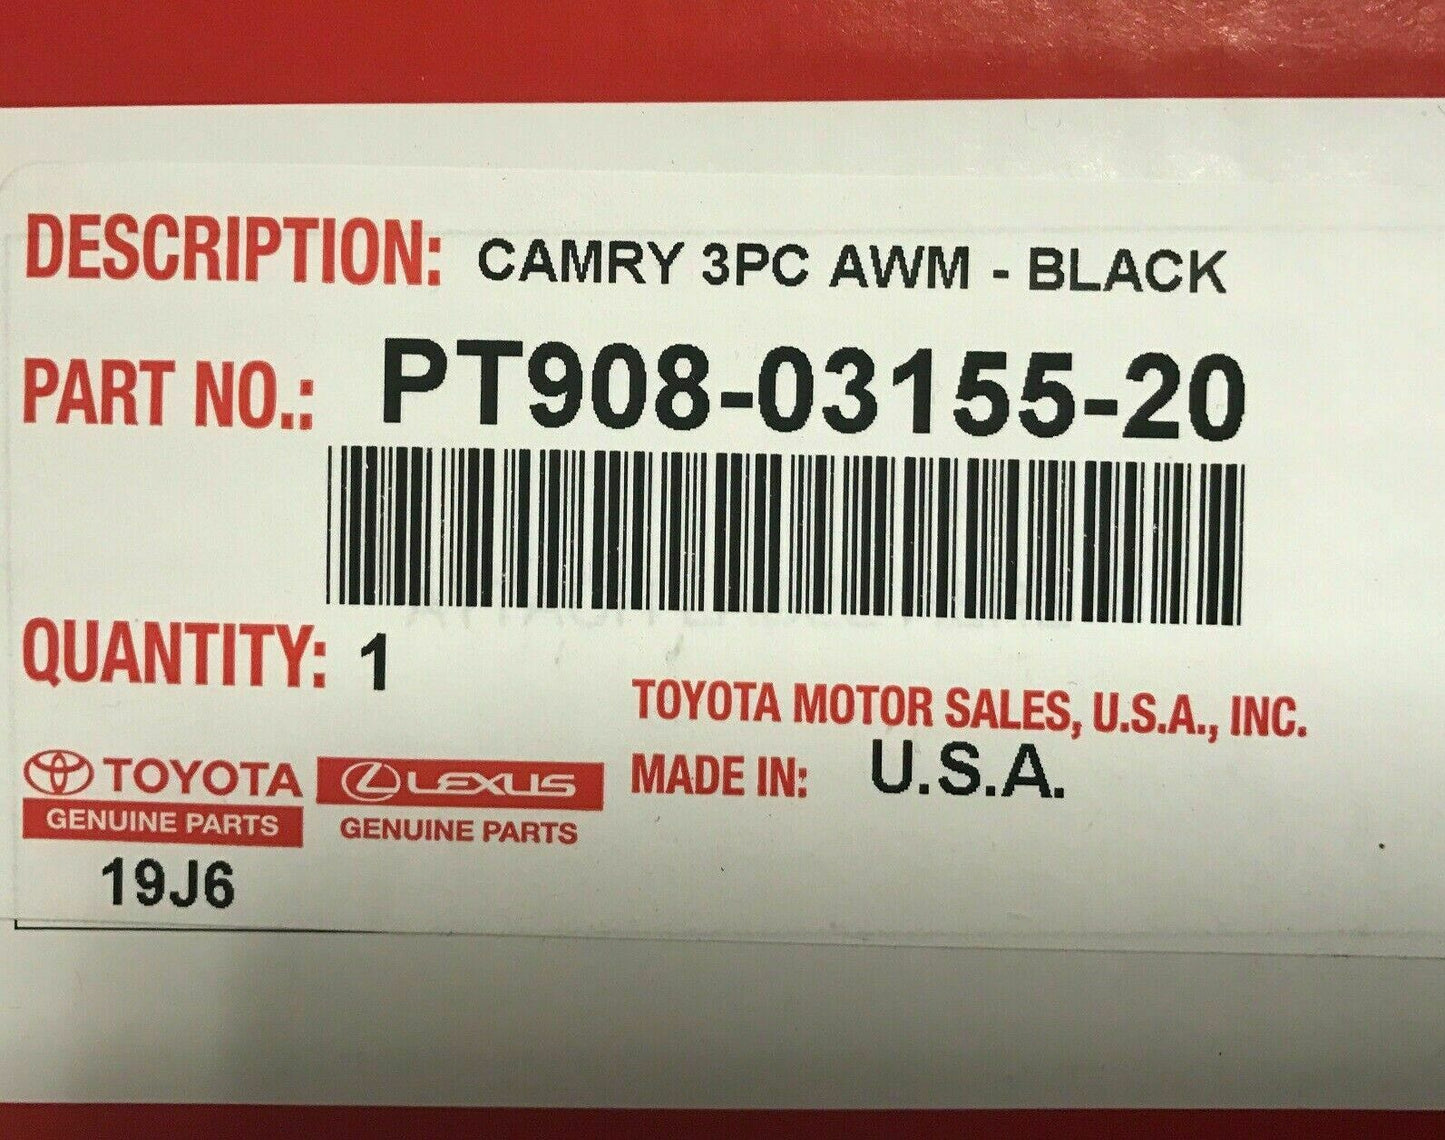 DESCRIPTION: CAMRY 3PC AWM - BLACK
PART NO.: PT908-03155-20
QUANTITY: 1
TOYOTA MOTOR SALES, U.S.A., INC.
MADE IN: U.S.A.
TOYOTA
GENUINE PARTS
LEXUS
GENUINE PARTS
19J6